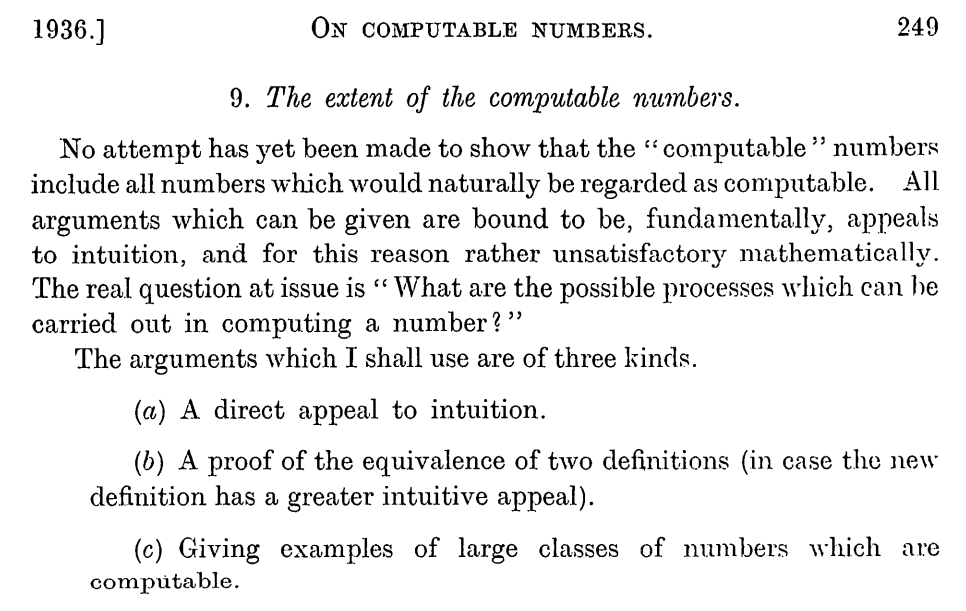 1936.] ON COMPUTABLE NUMBERS. 249
9. The extent of the computable numbers.
No attempt has yet been made to show that the “computable” numbers
include all numbers which would naturally be regarded as computable. All
arguments which can be given are bound to be, fundamentally, appeals
to intuition, and for this reason rather unsatisfactory mathematically.
The real question at issue is “What are the possible processes which can be
carried out in computing a number?”
The arguments which I shall use are of three kinds.
(a) A direct appeal to intuition.
(b) A proof of the equivalence of two definitions (in case the new
definition has a greater intuitive appeal).
(c) Giving examples of large classes of numbers which are
computable.